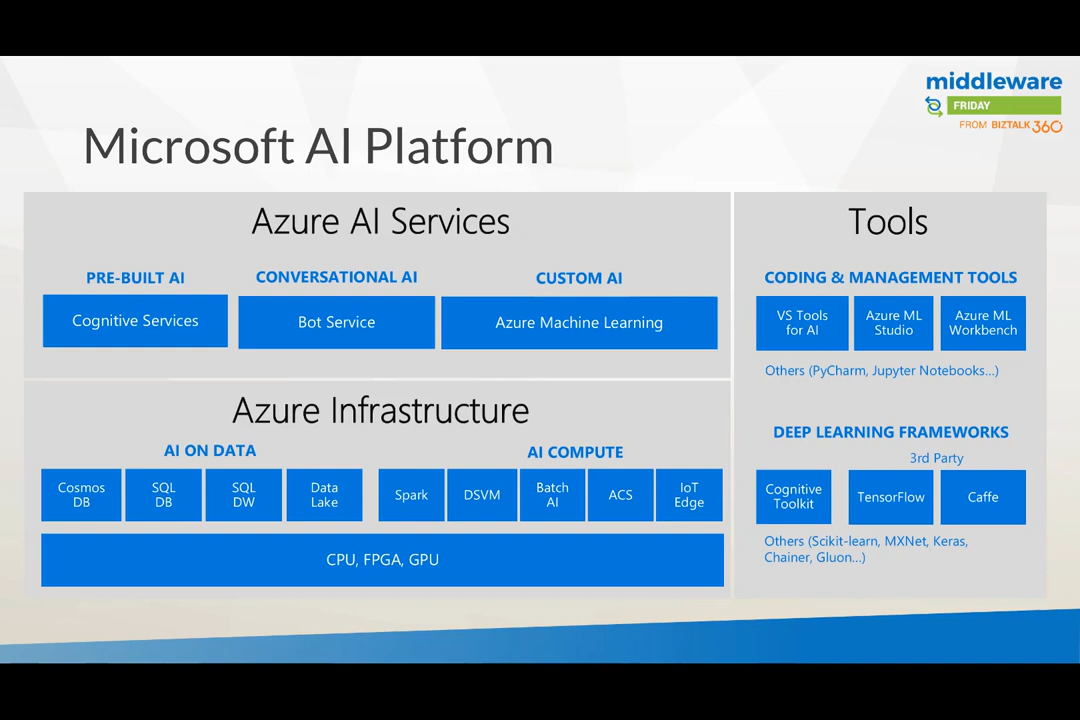 middleware
FRIDAY
FROM BIZTALK360
Microsoft AI Platform
Azure AI Services
PRE-BUILT AI
CONVERSATIONAL AI
CUSTOM AI
Cognitive Services
Bot Service
Azure Machine Learning
Azure Infrastructure
AI ON DATA
AI COMPUTE
Cosmos
DB
SQL
DB
SQL
DW
Data
Lake
Spark
DSVM
Batch
AI
ACS
IoT
Edge
CPU, FPGA, GPU
Tools
CODING & MANAGEMENT TOOLS
VS Tools
for AI
Azure ML
Studio
Azure ML
Workbench
Others (PyCharm, Jupyter Notebooks...)
DEEP LEARNING FRAMEWORKS
3rd Party
Cognitive
Toolkit
TensorFlow
Caffe
Others (Scikit-learn, MXNet, Keras,
Chainer, Gluon...)